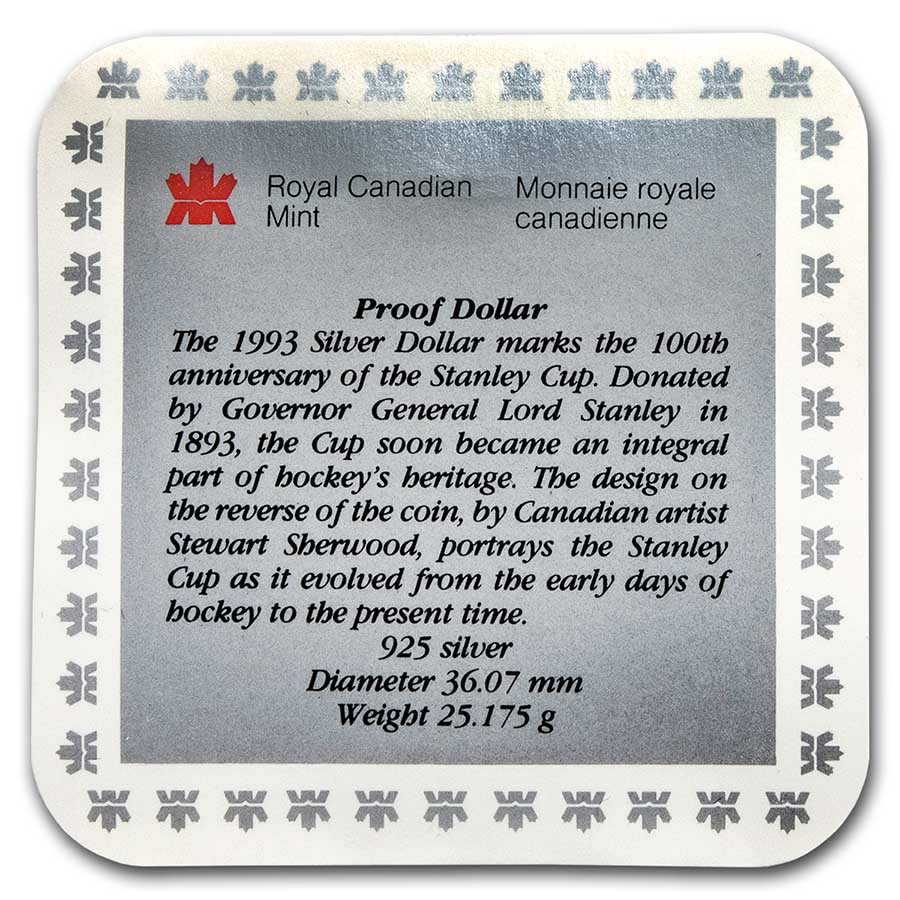 Royal Canadian Mint
Monnaie royale canadienne
Proof Dollar
The 1993 Silver Dollar marks the 100th
anniversary of the Stanley Cup. Donated
by Governor General Lord Stanley in
1893, the Cup soon became an integral
part of hockey's heritage. The design on
the reverse of the coin, by Canadian artist
Stewart Sherwood, portrays the Stanley
Cup as it evolved from the early days of
hockey to the present time.
925 silver
Diameter 36.07 mm
Weight 25.175 g